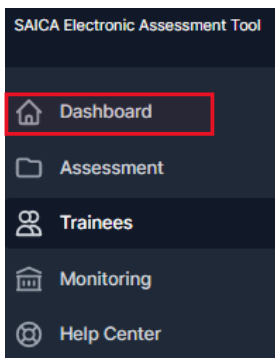 SAICA Electronic Assessment Tool
Dashboard
Assessment
Trainees
Monitoring
Help Center